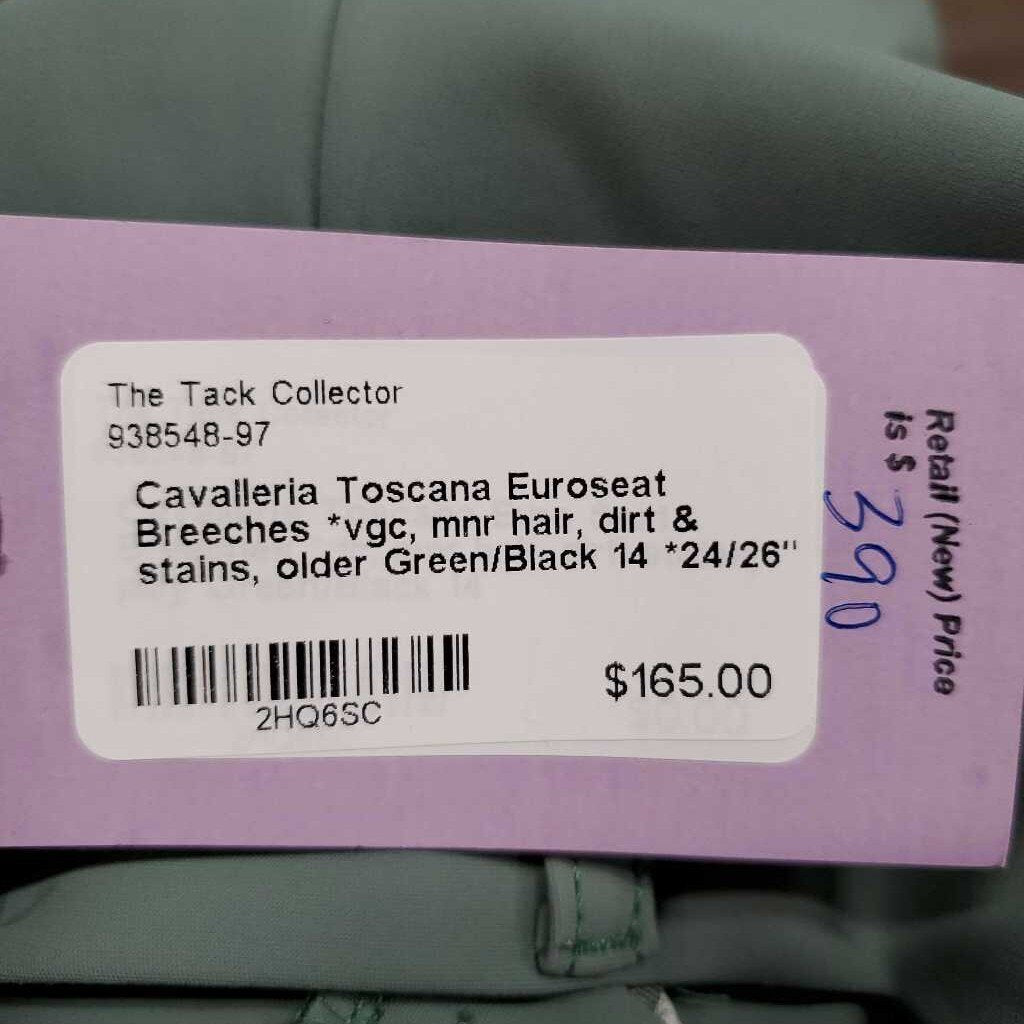 The Tack Collector
938548-97
Cavalleria Toscana Euroseat
Breeches *vgc, mnr hair, dirt &
stains, older Green/Black 14 *24/26"
2HQ6SC
$165.00
Retail (New) Price
is $ 390